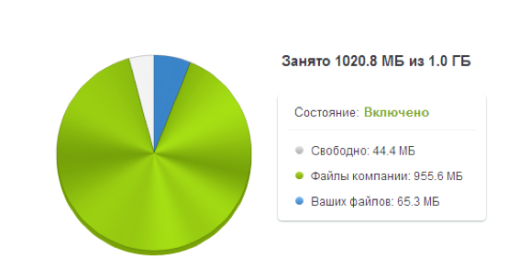 Занято 1020.8 МБ из 1.0 ГБ
Состояние: Включено
Свободно: 44.4 МБ
Файлы компании: 955.6 МБ
Ваших файлов: 65.3 МБ